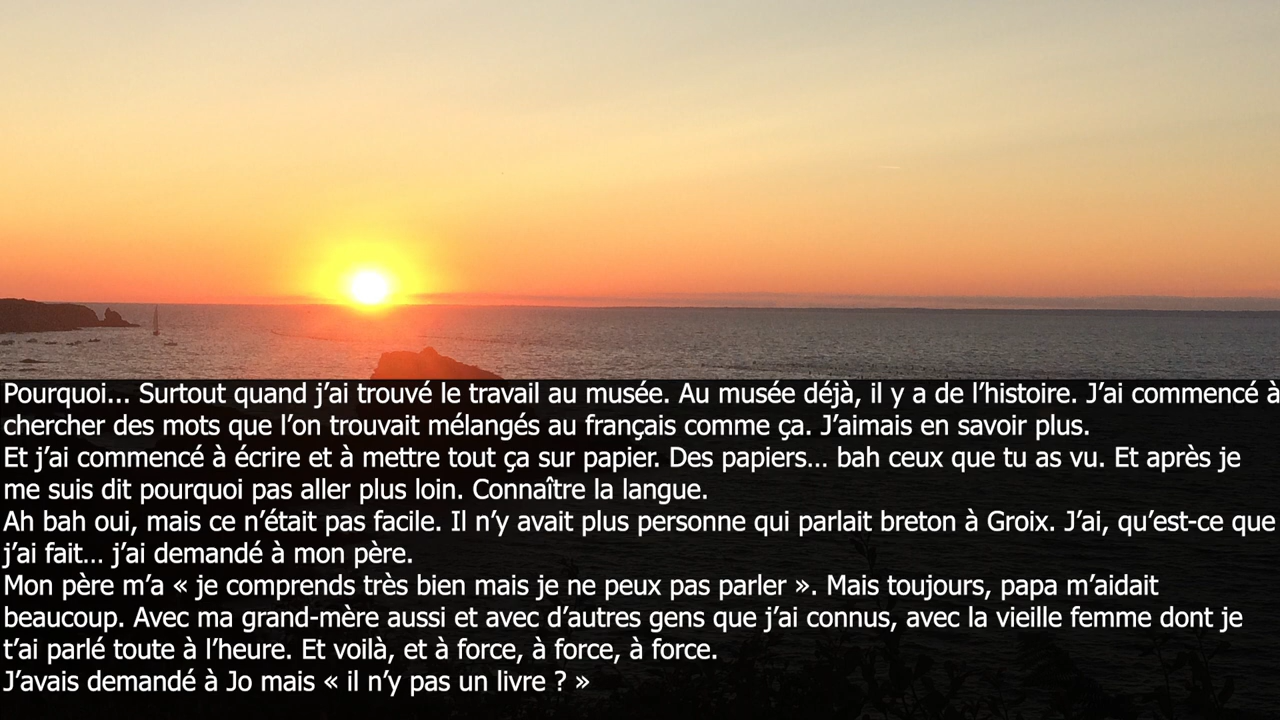 Pourquoi... Surtout quand j’ai trouvé le travail au musée. Au musée déjà, il y a de l’histoire. J’ai commencé à
chercher des mots que l’on trouvait mélangés au français comme ça. J’aimais en savoir plus.
Et j’ai commencé à écrire et à mettre tout ça sur papier. Des papiers... bah ceux que tu as vu. Et après je
me suis dit pourquoi pas aller plus loin. Connaître la langue.
Ah bah oui, mais ce n’était pas facile. Il n’y avait plus personne qui parlait breton à Groix. J’ai, qu’est-ce que
j’ai fait... j’ai demandé à mon père.
Mon père m’a « je comprends très bien mais je ne peux pas parler ». Mais toujours, papa m’aidait
beaucoup. Avec ma grand-mère aussi et avec d’autres gens que j’ai connus, avec la vieille femme dont je
t’ai parlé toute à l’heure. Et voilà, et à force, à force, à force.
J’avais demandé à Jo mais « il n’y pas un livre ? »